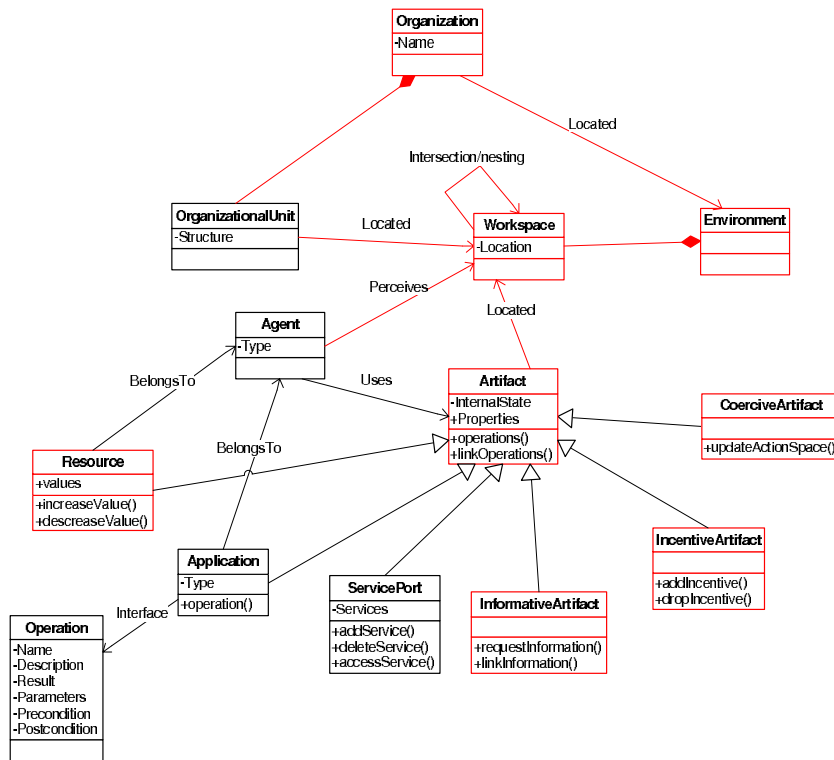 Organization
-Name
Located
Intersection/nesting
OrganizationalUnit
-Structure
Located
Workspace
-Location
Environment
Perceives
Located
Agent
-Type
BelongsTo
Uses
Artifact
-InternalState
+Properties
+operations()
+linkOperations()
CoerciveArtifact
+updateActionSpace()
BelongsTo
Resource
+values
+increaseValue()
+descreaseValue()
IncentiveArtifact
+addIncentive()
+dropIncentive()
Application
-Type
+operation()
ServicePort
-Services
+addService()
+deleteService()
+accessService()
InformativeArtifact
+requestInformation()
+linkInformation()
Interface
Operation
-Name
-Description
-Result
-Parameters
-Precondition
-Postcondition